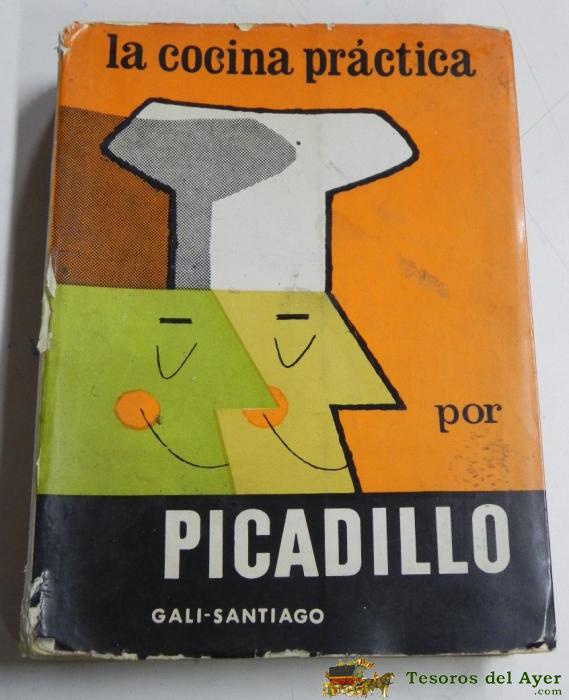 la cocina práctica
por
PICADILLO
GALI-SANTIAGO
Tesoros del Ayer
.com